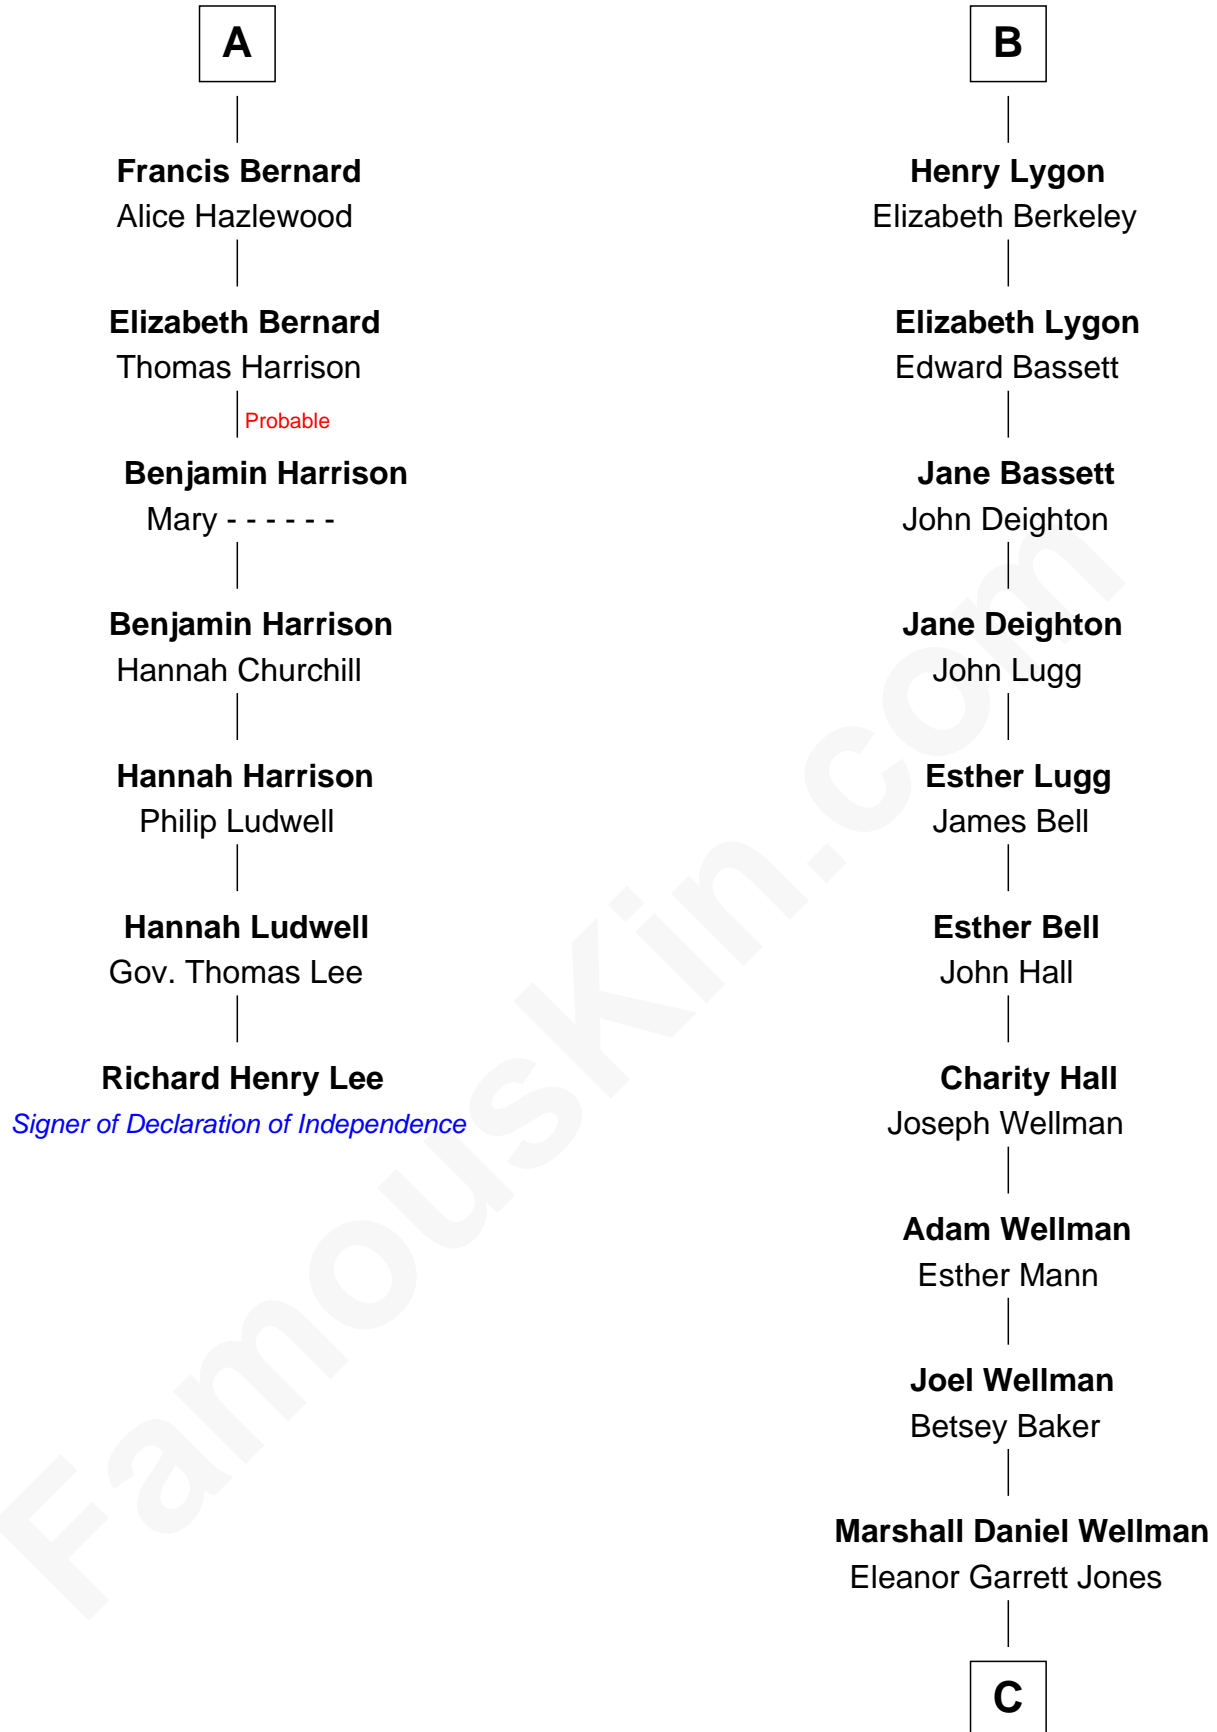 A
Francis Bernard
Alice Hazlewood
Elizabeth Bernard
Thomas Harrison
Probable
Benjamin Harrison
Mary - - - - - -
Benjamin Harrison
Hannah Churchill
Hannah Harrison
Philip Ludwell
Hannah Ludwell
Gov. Thomas Lee
Richard Henry Lee
Signer of Declaration of Independence
B
Henry Lygon
Elizabeth Berkeley
Elizabeth Lygon
Edward Bassett
Jane Bassett
John Deighton
Jane Deighton
John Lugg
Esther Lugg
James Bell
Esther Bell
John Hall
Charity Hall
Joseph Wellman
Adam Wellman
Esther Mann
Joel Wellman
Betsey Baker
Marshall Daniel Wellman
Eleanor Garrett Jones
C
FamousKin.com